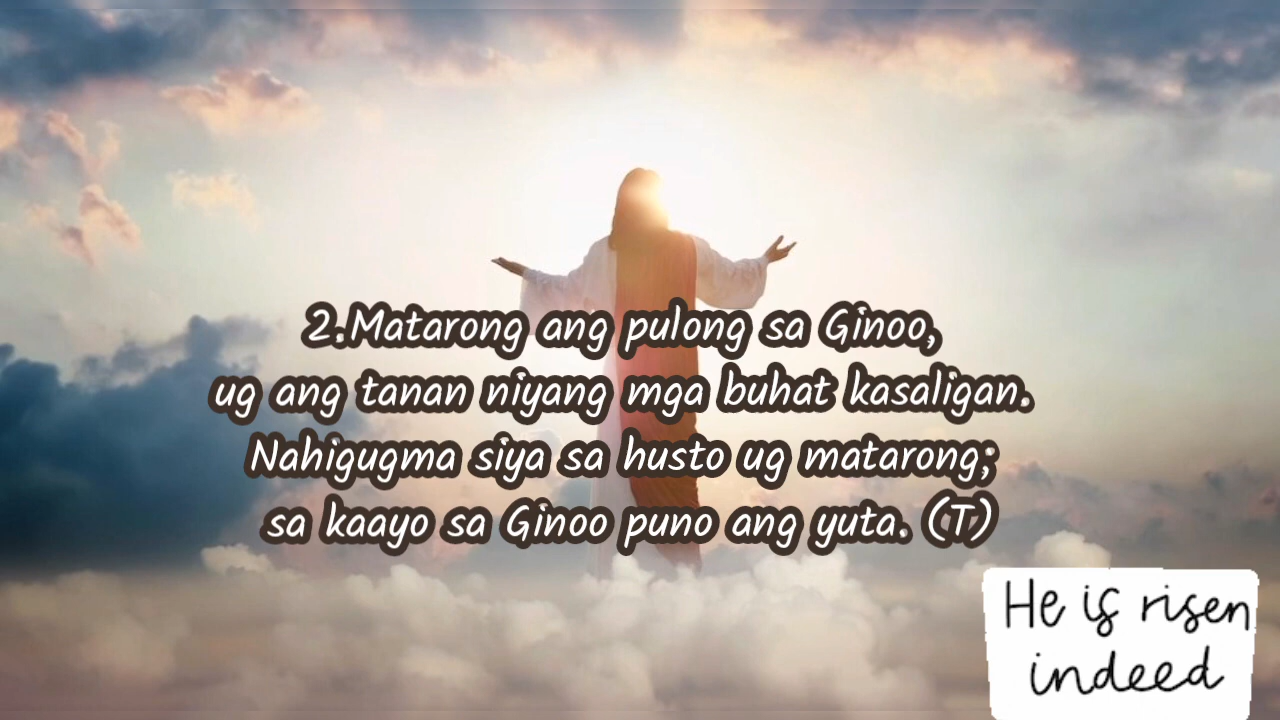 2.Matarong ang pulong sa Ginoo,
ug ang tanan niyang mga buhat kasaligan.
Nahigugma siya sa husto ug matarong;
sa kaayo sa Ginoo puno ang yuta. (T)
He is risen
indeed